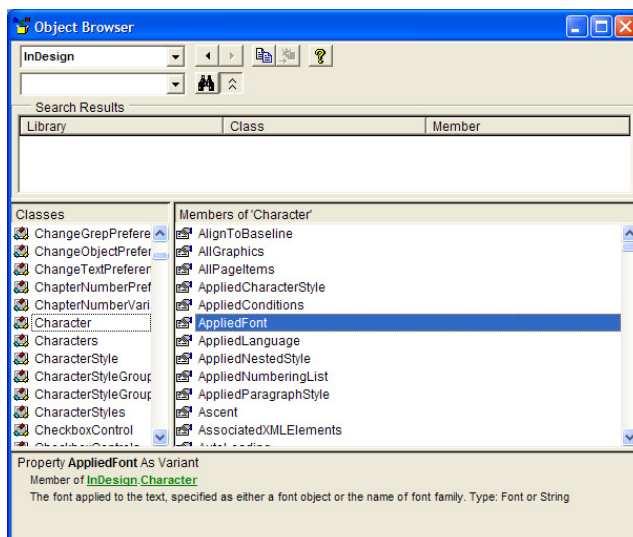 Object Browser
InDesign
Search Results
Library Class Member
Classes
ChangeGrepPrefere
ChangeObjectPrefer
ChangeTextPreferen
ChapterNumberPref
ChapterNumberVari
Character
Characters
CharacterStyle
CharacterStyleGroup
CharacterStyleGroup
CharacterStyles
CheckboxControl
CheckboxControls
Members of 'Character'
AlignToBaseline
AllGraphics
AllPageItems
AppliedCharacterStyle
AppliedConditions
AppliedFont
AppliedLanguage
AppliedNestedStyle
AppliedNumberingList
AppliedParagraphStyle
Ascent
AssociatedXMLElements
AutoLeading
Property AppliedFont As Variant
Member of InDesign.Character
The font applied to the text, specified as either a font object or the name of font family. Type: Font or String